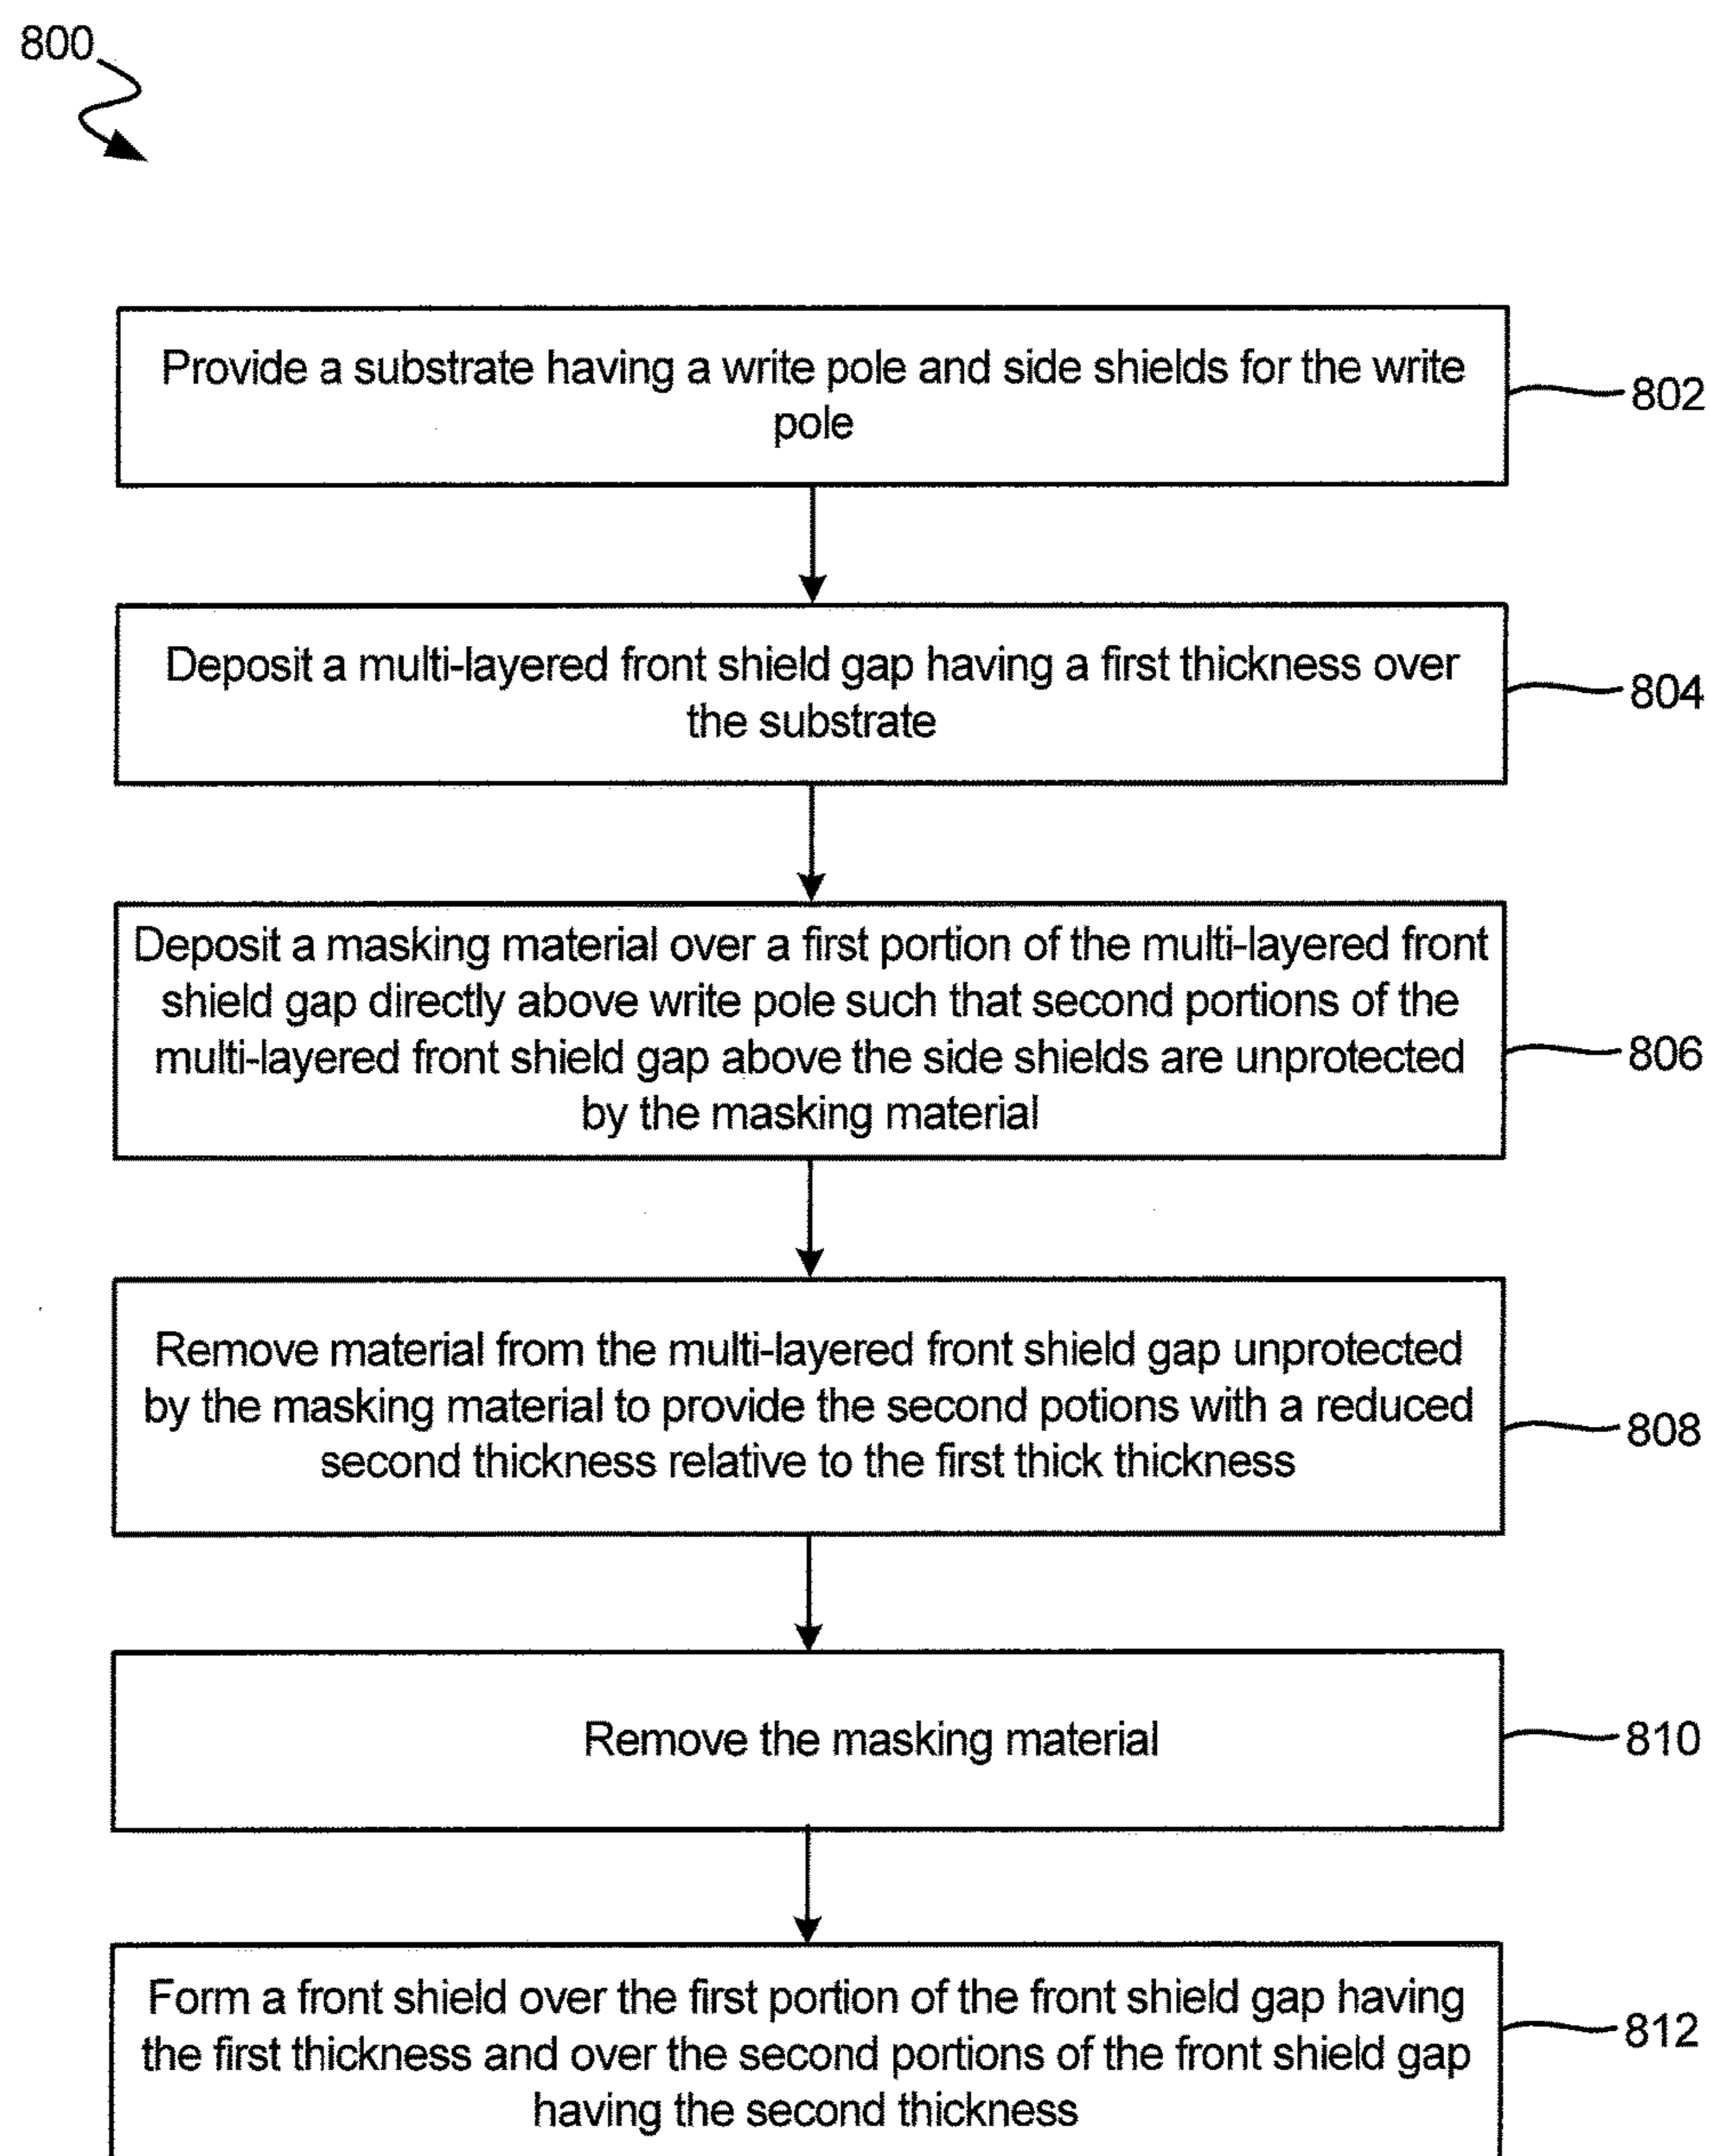 800
Provide a substrate having a write pole and side shields for the write
pole
802
Deposit a multi-layered front shield gap having a first thickness over
the substrate
804
Deposit a masking material over a first portion of the multi-layered front
shield gap directly above write pole such that second portions of the
multi-layered front shield gap above the side shields are unprotected
by the masking material
806
Remove material from the multi-layered front shield gap unprotected
by the masking material to provide the second potions with a reduced
second thickness relative to the first thick thickness
808
Remove the masking material
810
Form a front shield over the first portion of the front shield gap having
the first thickness and over the second portions of the front shield gap
having the second thickness
812